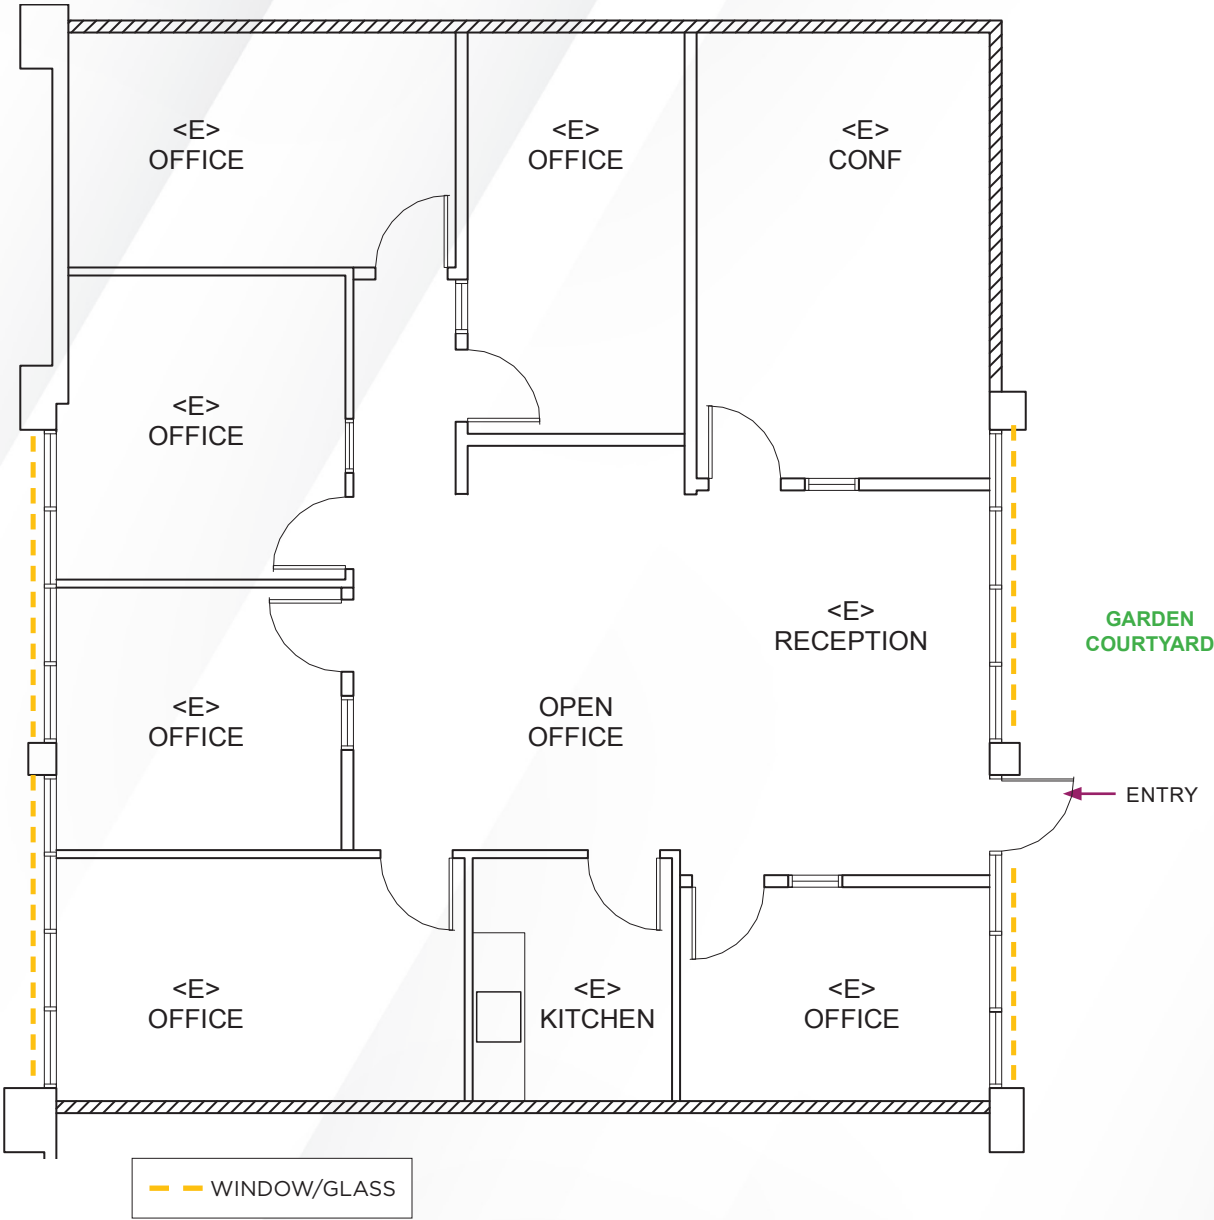 <E>
OFFICE
<E>
OFFICE
<E>
CONF
<E>
OFFICE
<E>
RECEPTION
GARDEN
COURTYARD
<E>
OFFICE
OPEN
OFFICE
ENTRY
<E>
OFFICE
<E>
KITCHEN
<E>
OFFICE
WINDOW/GLASS